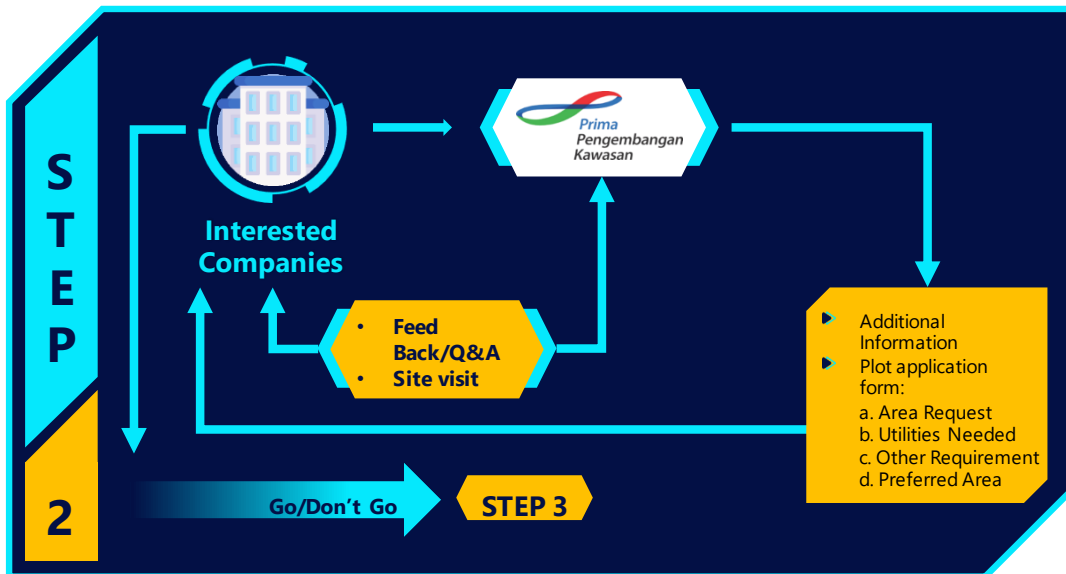 STEP
2
Interested
Companies
Prima
Pengembangan
Kawasan
• Feed
Back/Q&A
• Site visit
Additional
Information
Plot application
form:
a. Area Request
b. Utilities Needed
c. Other Requirement
d. Preferred Area
Go/Don't Go
STEP 3